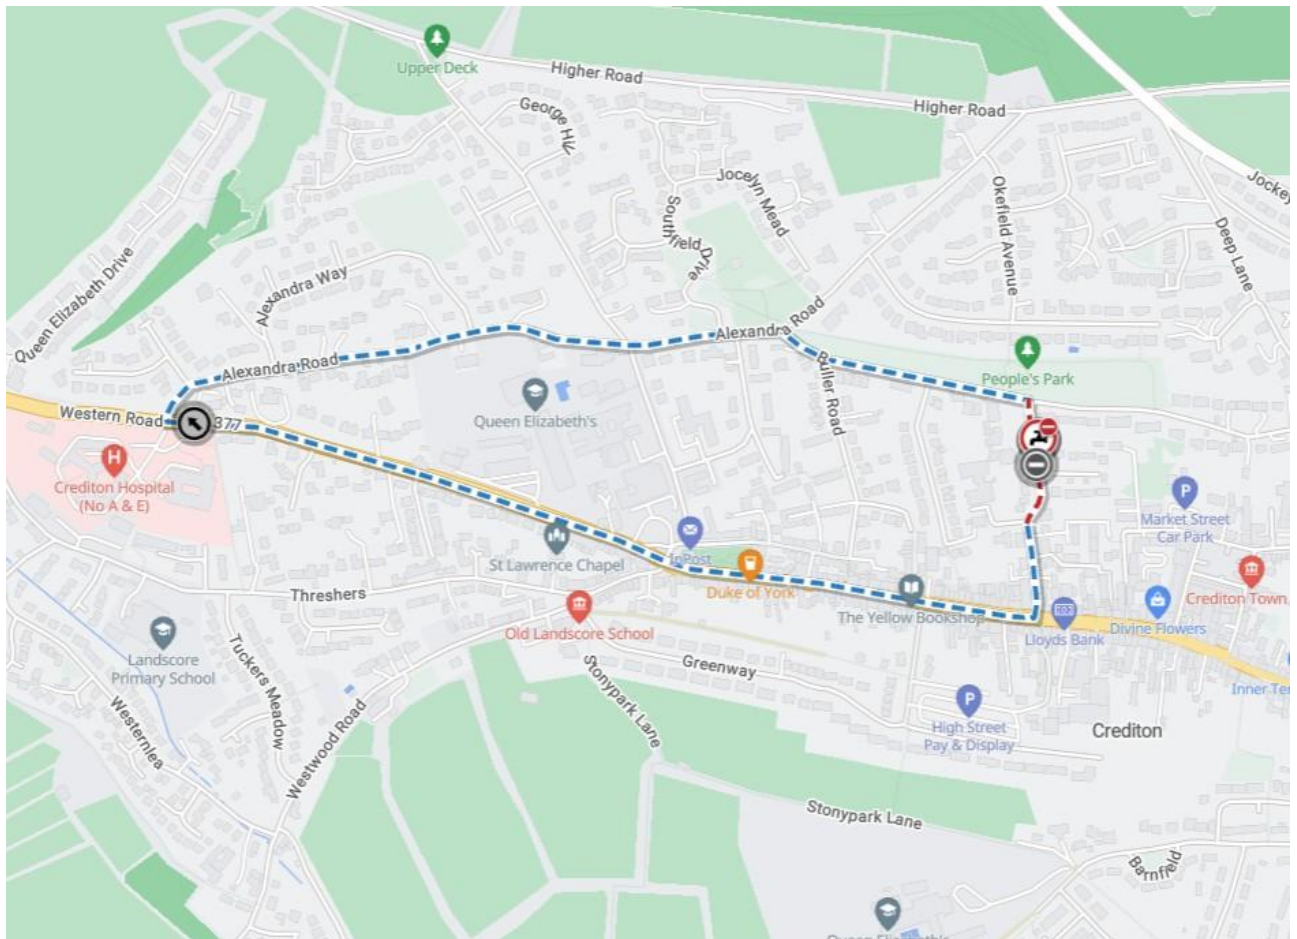 Upper Deck
Higher Road
Higher Road
George Hill
Jocelyn Mead
Southfield Drive
Okefield Avenue
Jockey
Deep Lane
Queen Elizabeth Drive
Alexandra Way
Alexandra Road
Alexandra Road
Buller Road
People's Park
Western Road
377
Queen Elizabeth's
Crediton Hospital
(No A & E)
Market Street
Car Park
St Lawrence Chapel
InPost
Duke of York
The Yellow Bookshop
Lloyds Bank
Divine Flowers
Crediton Town
Threshers
Old Landscore School
Landscore
Primary School
Tuckers Meadow
Greenway
Stonypark Lane
Westernlea
Westwood Road
High Street
Pay & Display
Crediton
Stonypark Lane
Barnfield